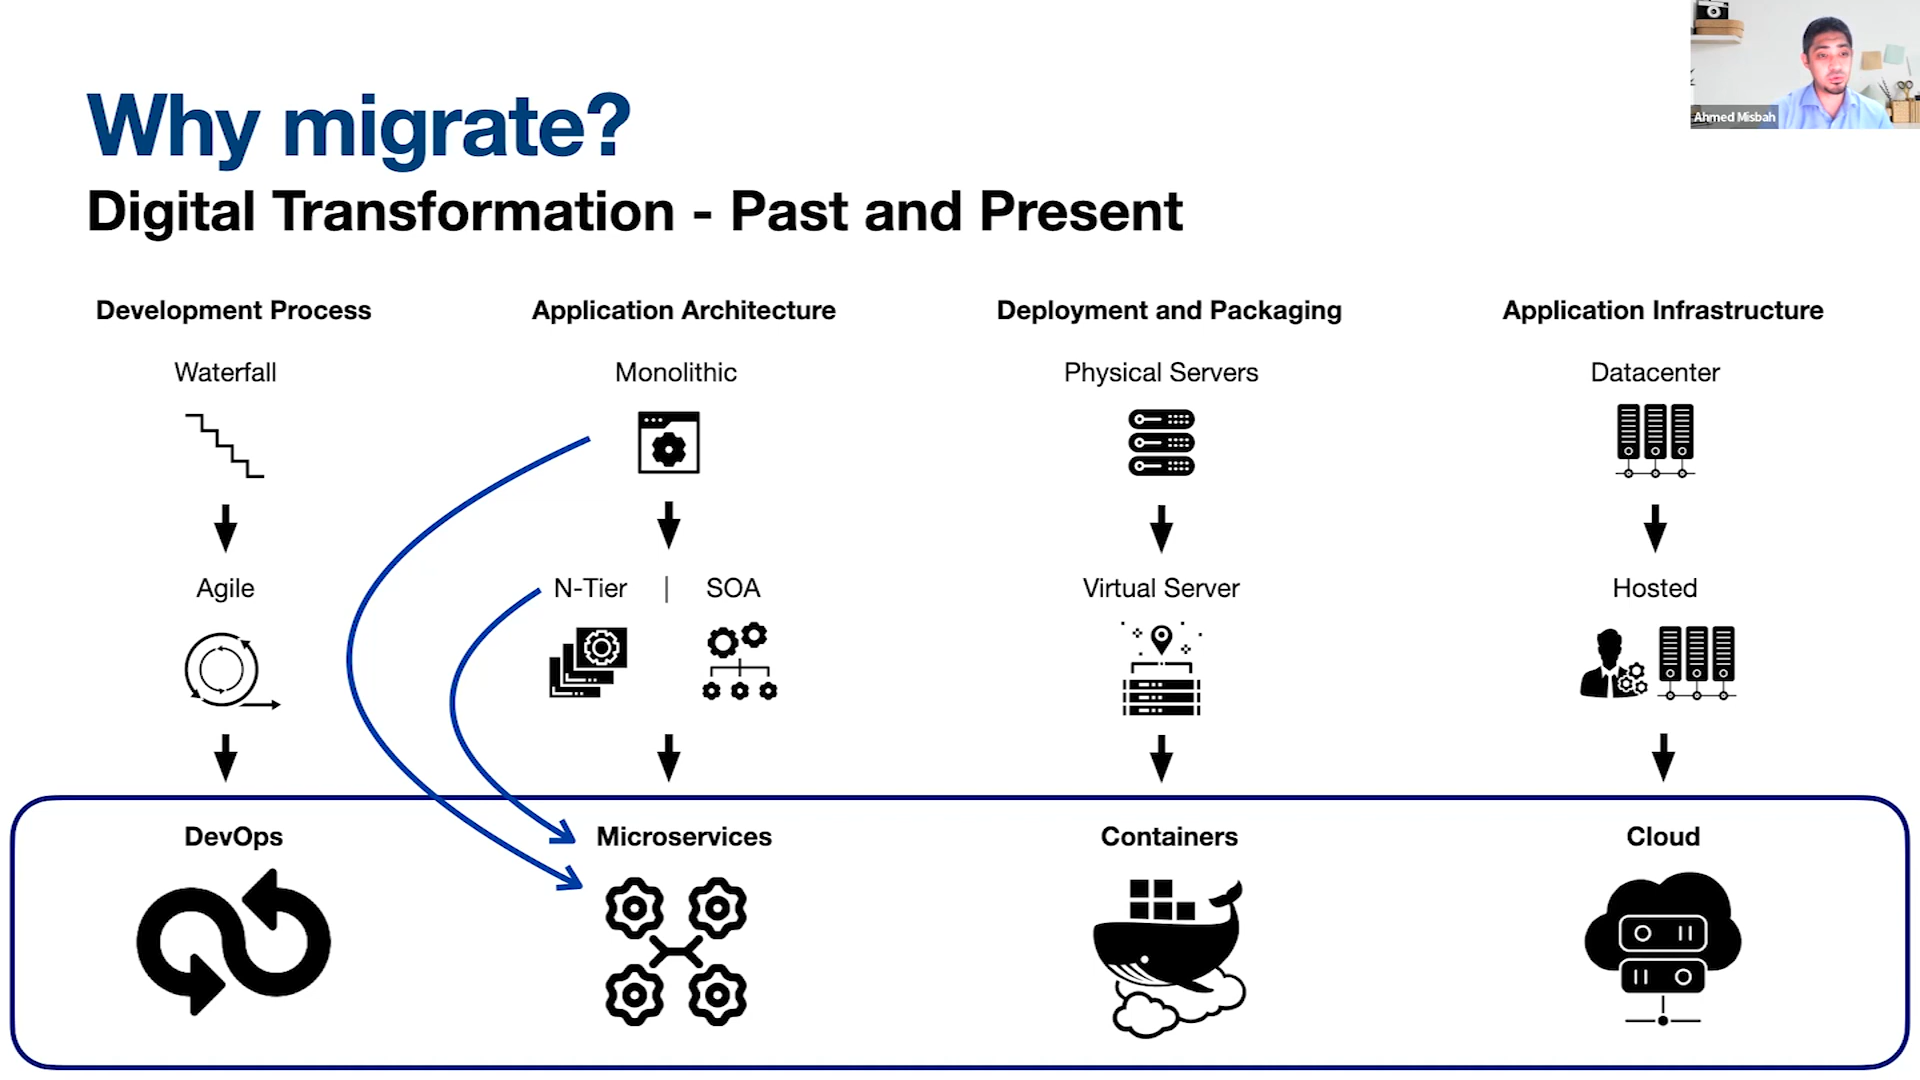 Ahmed Misbah
Why migrate?
Digital Transformation - Past and Present
Development Process
Waterfall
Agile
DevOps
Application Architecture
Monolithic
N-Tier | SOA
Microservices
Deployment and Packaging
Physical Servers
Virtual Server
Containers
Application Infrastructure
Datacenter
Hosted
Cloud